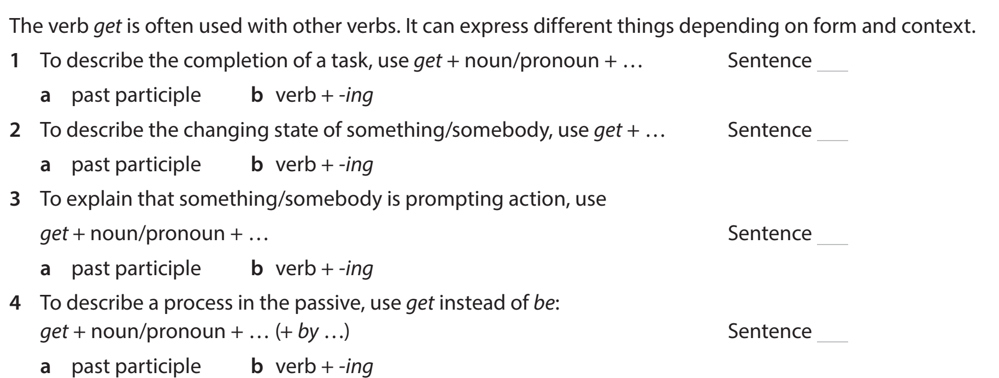 The verb get is often used with other verbs. It can express different things depending on form and context.
1 To describe the completion of a task, use get + noun/pronoun + … Sentence ___
a past participle b verb + -ing
2 To describe the changing state of something/somebody, use get + … Sentence ___
a past participle b verb + -ing
3 To explain that something/somebody is prompting action, use
get + noun/pronoun + … Sentence ___
a past participle b verb + -ing
4 To describe a process in the passive, use get instead of be:
get + noun/pronoun + … (+ by …) Sentence ___
a past participle b verb + -ing